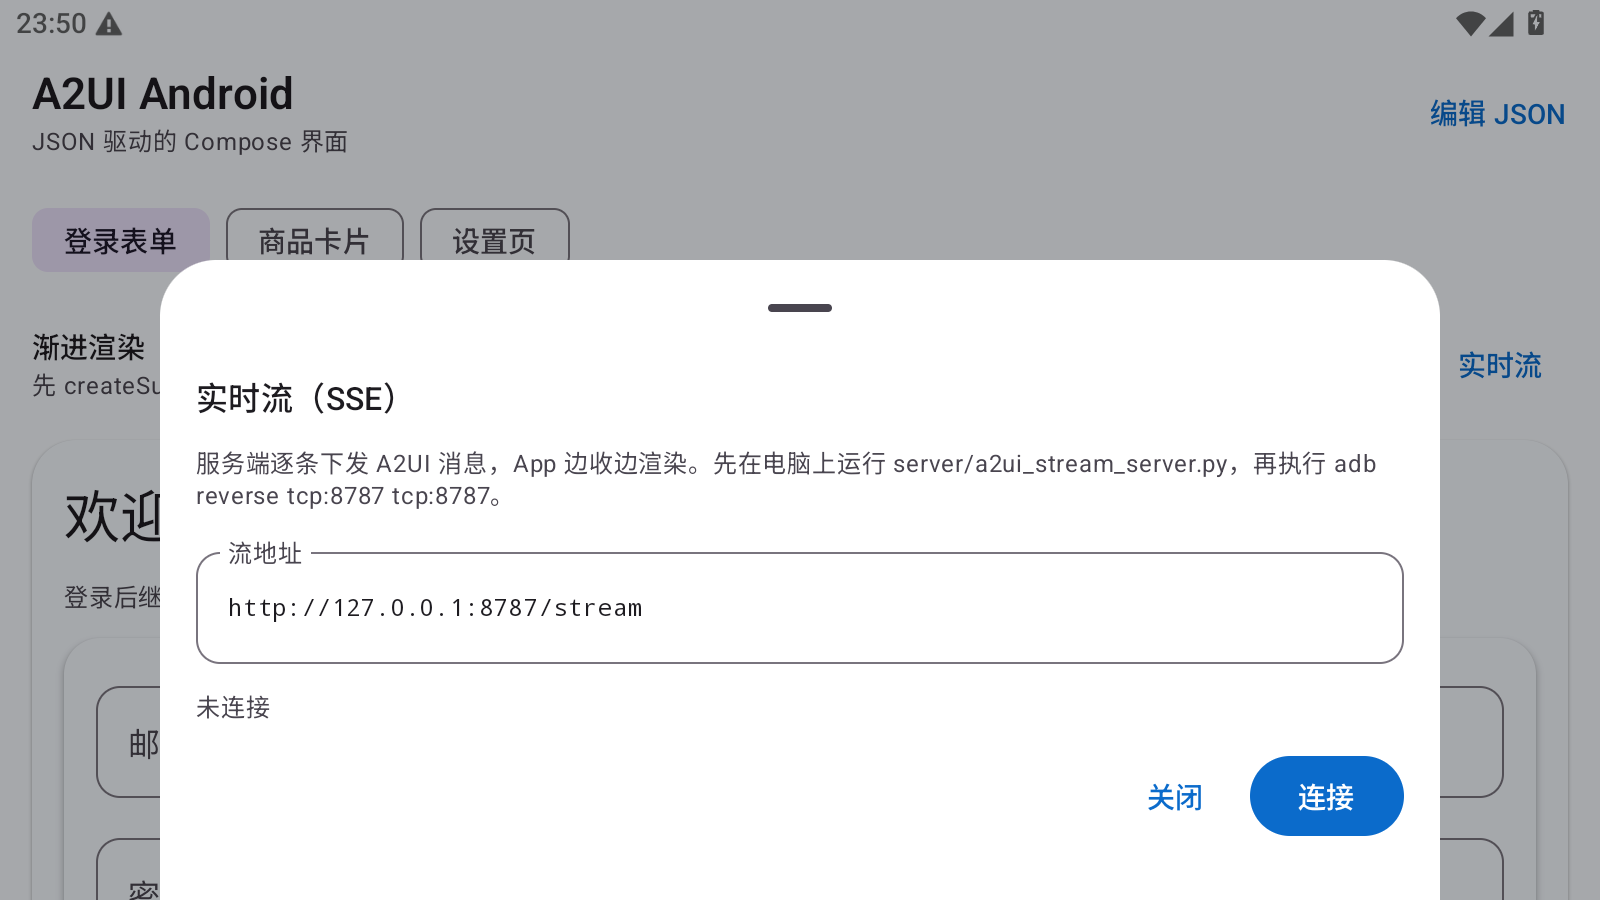 23:50
A2UI Android
JSON 驱动的 Compose 界面
编辑 JSON
登录表单
商品卡片
设置页
渐进渲染
先 createSu
实时流
实时流（SSE）
服务端逐条下发 A2UI 消息，App 边收边渲染。先在电脑上运行 server/a2ui_stream_server.py，再执行 adb
reverse tcp:8787 tcp:8787。
流地址
http://127.0.0.1:8787/stream
未连接
关闭
连接
欢迎
登录后继
邮
密